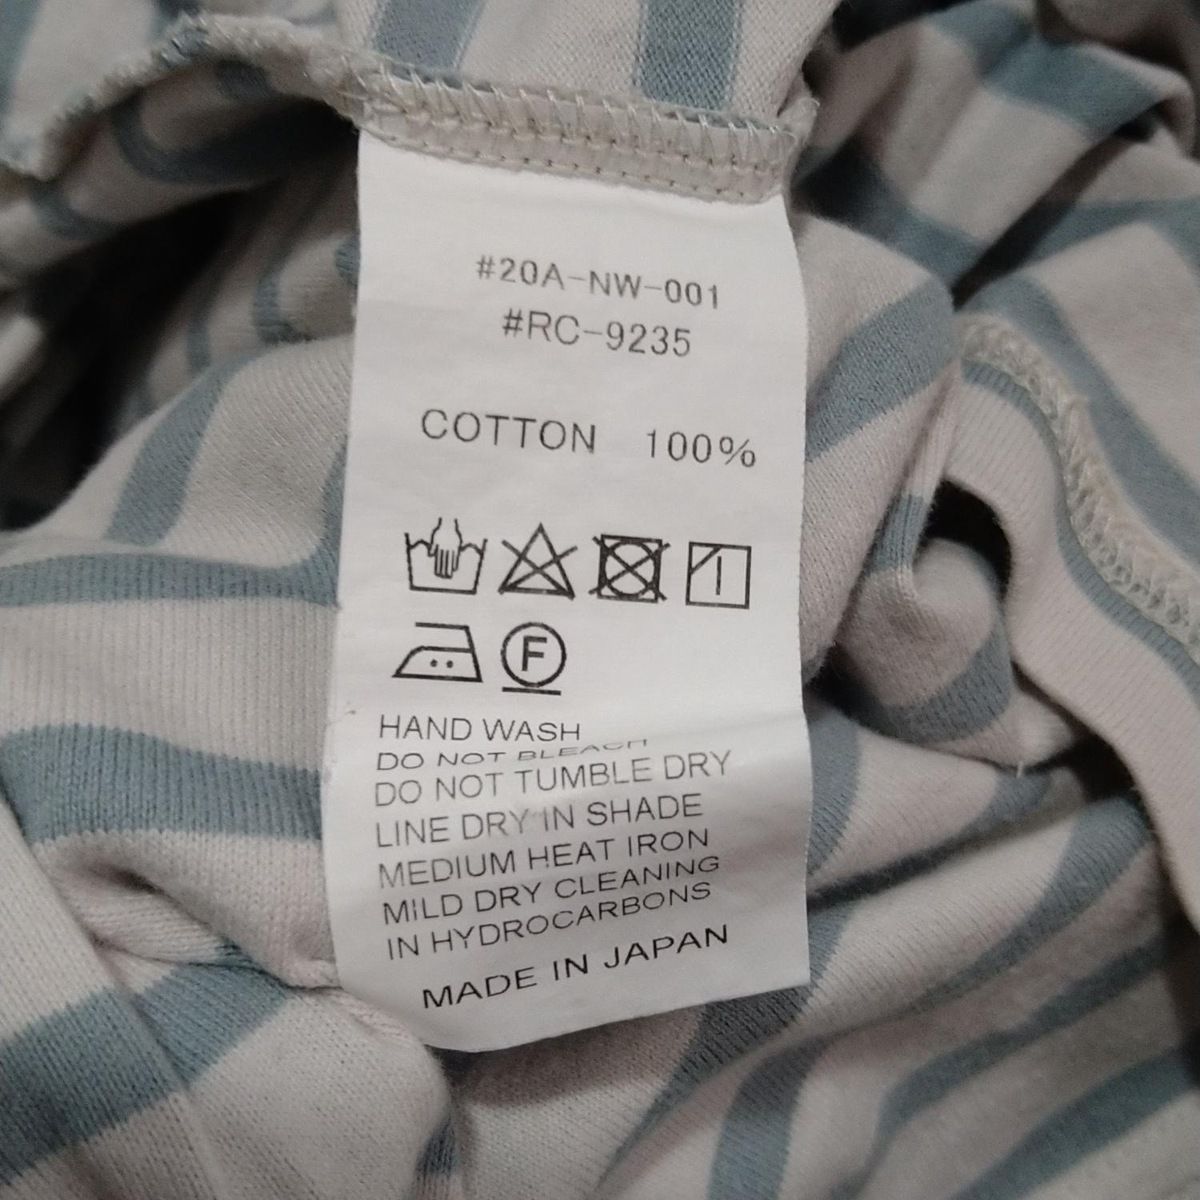 #20A-NW-001
#RC-9235
COTTON 100%
F
HAND WASH
DO NOT BLEACH
DO NOT TUMBLE DRY
LINE DRY IN SHADE
MEDIUM HEAT IRON
MILD DRY CLEANING
IN HYDROCARBONS
MADE IN JAPAN